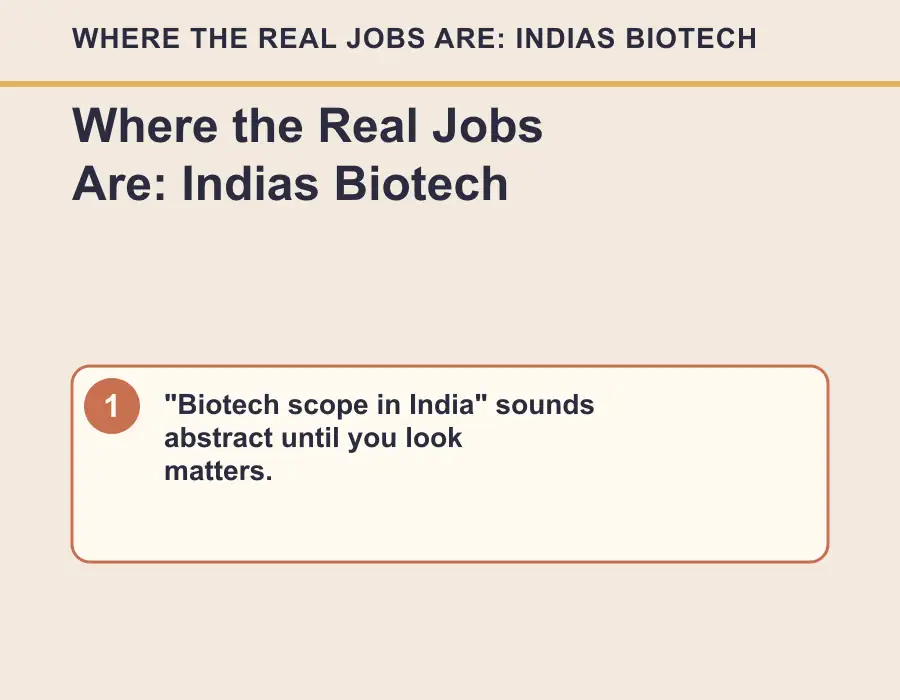 WHERE THE REAL JOBS ARE: INDIAS BIOTECH
Where the Real Jobs
Are: Indias Biotech
1
"Biotech scope in India" sounds
abstract until you look
matters.